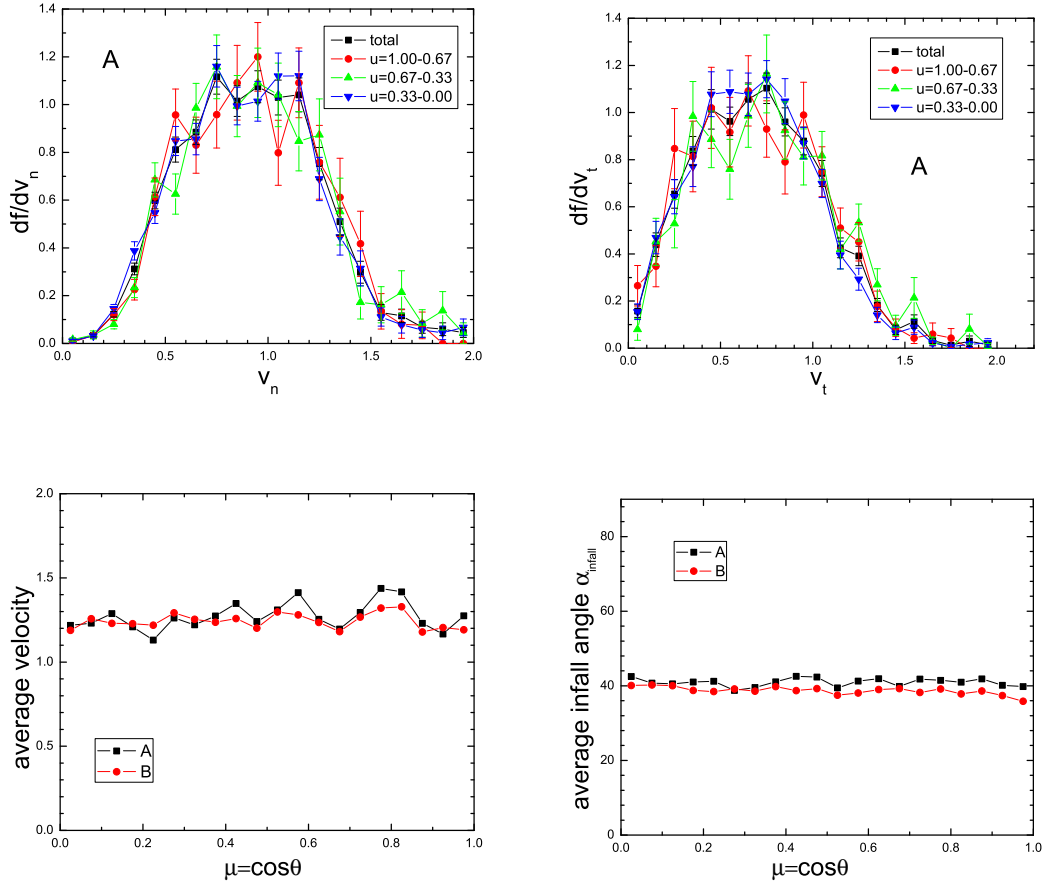 A
total
u=1.00-0.67
u=0.67-0.33
u=0.33-0.00
df/dv_n
0.0 0.2 0.4 0.6 0.8 1.0 1.2 1.4
0.0 0.5 1.0 1.5 2.0
v_n
total
u=1.00-0.67
u=0.67-0.33
u=0.33-0.00
A
df/dv_t
0.0 0.2 0.4 0.6 0.8 1.0 1.2 1.4
0.0 0.5 1.0 1.5 2.0
v_t
average velocity
0.0 0.5 1.0 1.5 2.0
A
B
0.0 0.2 0.4 0.6 0.8 1.0
μ=cosθ
average infall angle α_infall
0 20 40 60 80
A
B
0.0 0.2 0.4 0.6 0.8 1.0
μ=cosθ